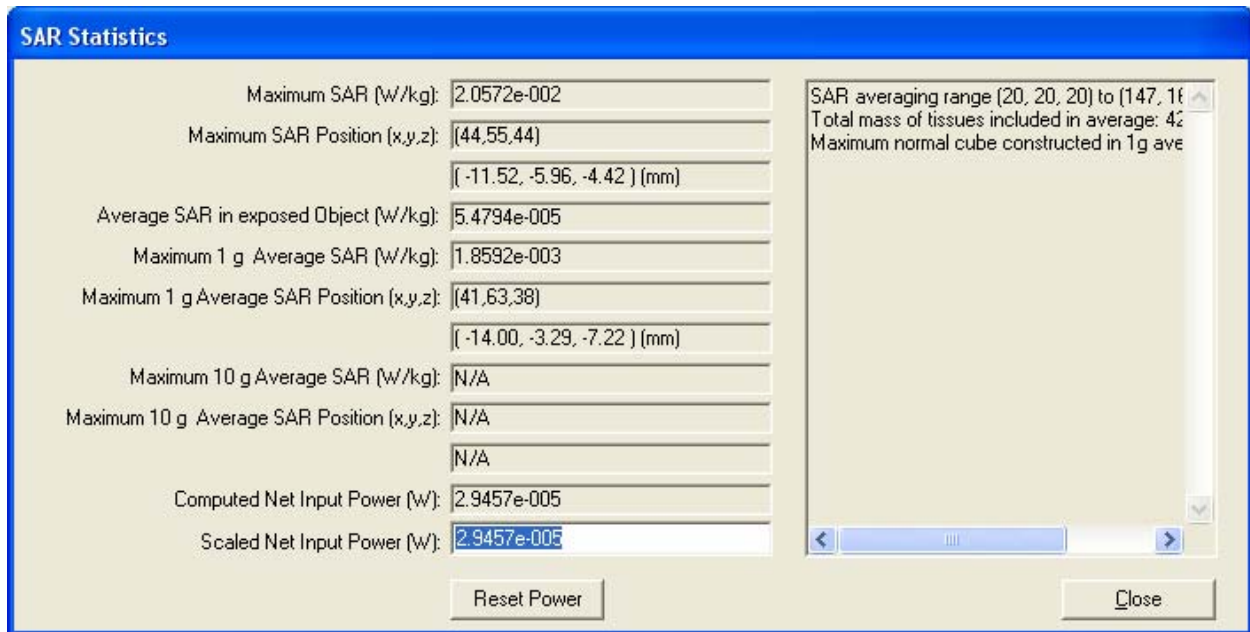 SAR Statistics
Maximum SAR (W/kg): 2.0572e-002
Maximum SAR Position (x,y,z): (44,55,44)
( -11.52, -5.96, -4.42 ) (mm)
Average SAR in exposed Object (W/kg): 5.4794e-005
Maximum 1 g Average SAR (W/kg): 1.8592e-003
Maximum 1 g Average SAR Position (x,y,z): (41,63,38)
( -14.00, -3.29, -7.22 ) (mm)
Maximum 10 g Average SAR (W/kg): N/A
Maximum 10 g Average SAR Position (x,y,z): N/A
N/A
Computed Net Input Power (W): 2.9457e-005
Scaled Net Input Power (W): 2.9457e-005
Reset Power
SAR averaging range (20, 20, 20) to (147, 16
Total mass of tissues included in average: 42
Maximum normal cube constructed in 1g ave
Close